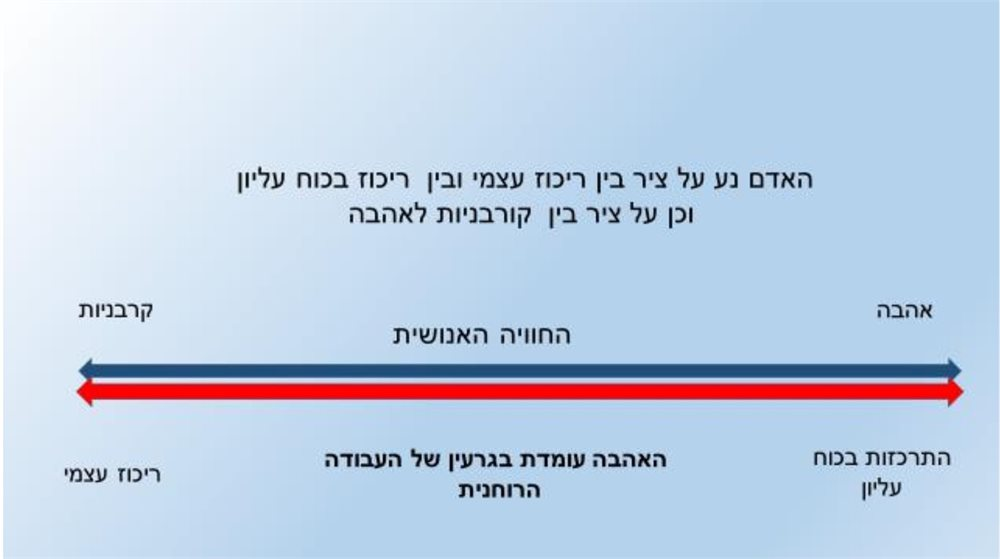 האדם נע על ציר בין ריכוז עצמי ובין ריכוז בכוח עליון
וכן על ציר בין קורבניות לאהבה
אהבה
קרבניות
החוויה האנושית
התרכזות בכוח
עליון
האהבה עומדת בגרעין של העבודה
הרוחנית
ריכוז עצמי